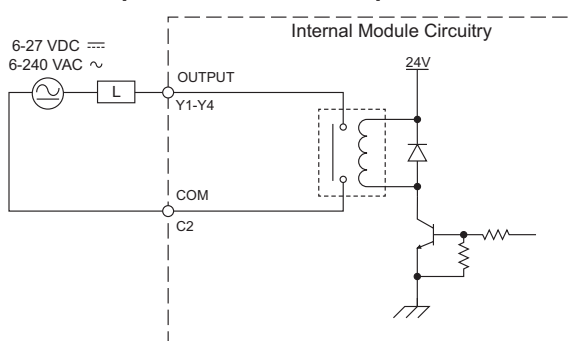 Internal Module Circuitry
6-27 VDC ⎓
6-240 VAC ∿
24V
OUTPUT
L
Y1-Y4
COM
C2